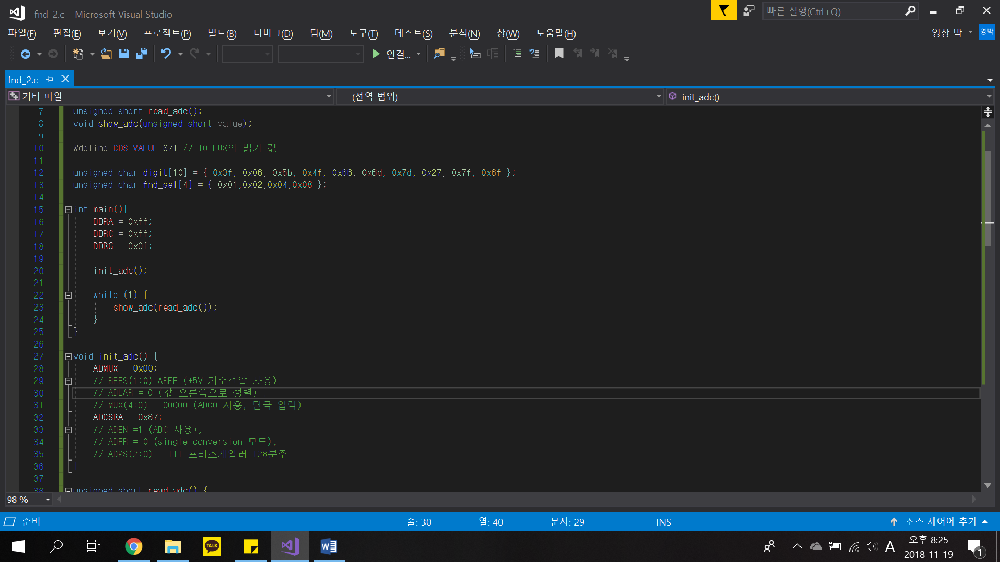 fnd_2.c - Microsoft Visual Studio
빠른 실행(Ctrl+Q)
파일(F) 편집(E) 보기(V) 프로젝트(P) 빌드(B) 디버그(D) 팀(M) 도구(T) 테스트(S) 분석(N) 창(W) 도움말(H)
영창 박 영박
연결...
fnd_2.c
기타 파일 (전역 범위) init_adc()
7 unsigned short read_adc();
8 void show_adc(unsigned short value);
9
10 #define CDS_VALUE 871 // 10 LUX의 밝기 값
11
12 unsigned char digit[10] = { 0x3f, 0x06, 0x5b, 0x4f, 0x66, 0x6d, 0x7d, 0x27, 0x7f, 0x6f };
13 unsigned char fnd_sel[4] = { 0x01,0x02,0x04,0x08 };
14
15 int main(){
16 DDRA = 0xff;
17 DDRC = 0xff;
18 DDRG = 0x0f;
19
20 init_adc();
21
22 while (1) {
23 show_adc(read_adc());
24 }
25 }
26
27 void init_adc() {
28 ADMUX = 0x00;
29 // REFS(1:0) AREF (+5V 기준전압 사용),
30 // ADLAR = 0 (값 오른쪽으로 정렬) ,
31 // MUX(4:0) = 00000 (ADC0 사용, 단극 입력)
32 ADCSRA = 0x87;
33 // ADEN =1 (ADC 사용),
34 // ADFR = 0 (single conversion 모드),
35 // ADPS(2:0) = 111 프리스케일러 128분주
36 }
37
38 unsigned short read_adc() {
98 %
준비 줄: 30 열: 40 문자: 29 INS 소스 제어에 추가
TALK
A
오후 8:25
2018-11-19
1